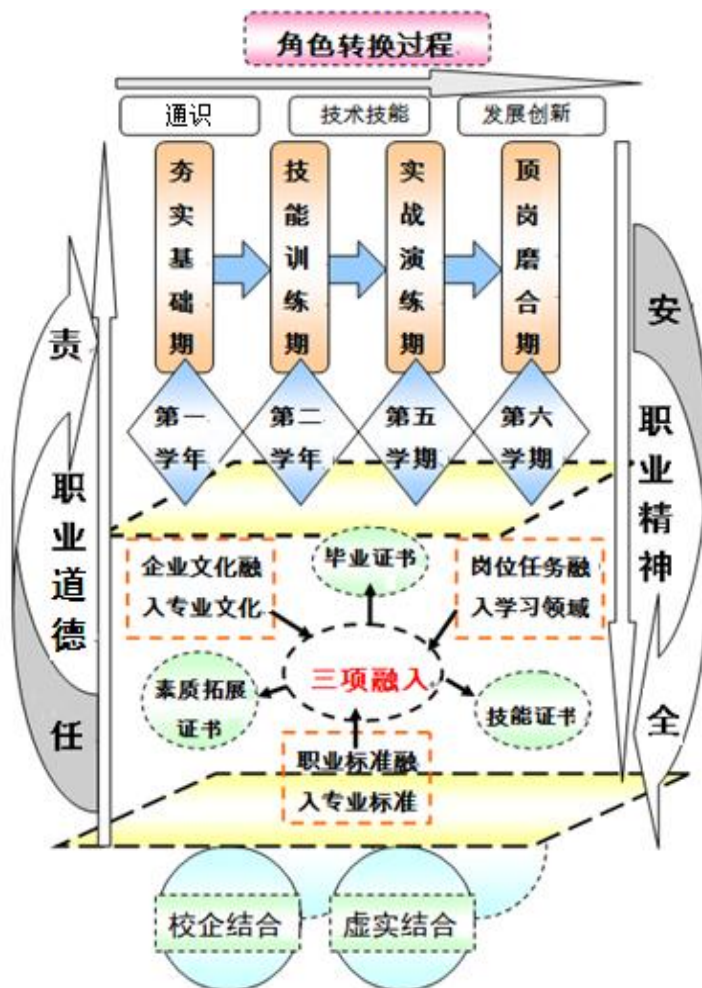 角色转换过程
通识
技术技能
发展创新
夯实基础期
技能训练期
实战演练期
顶岗磨合期
第一
学年
第二
学年
第五
学期
第六
学期
责
任
职业道德
安
全
职业精神
企业文化融
入专业文化
毕业证书
岗位任务融
入学习领域
三项融入
素质拓展
证书
技能证书
职业标准融
入专业标准
校企结合
虚实结合